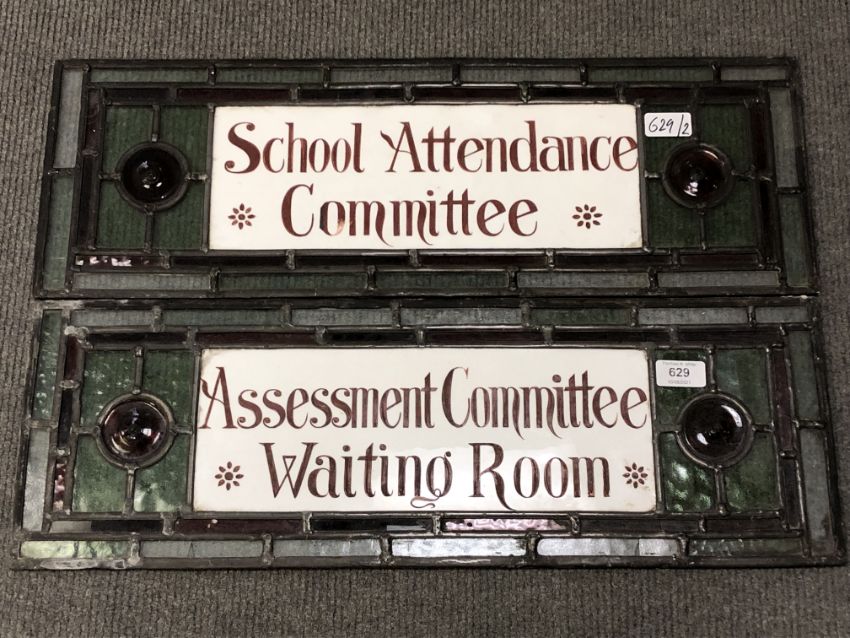 School Attendance
Committee
629/2
Assessment Committee
Waiting Room
629